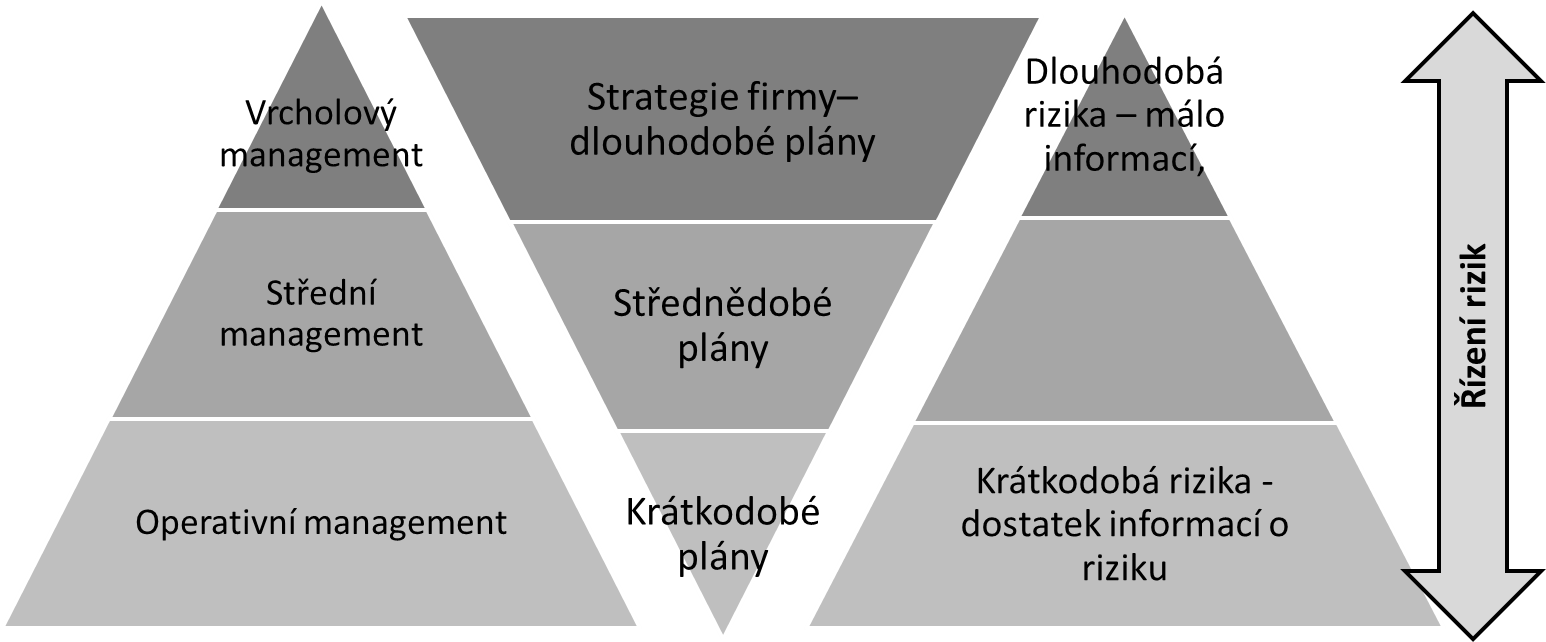 Vrcholový
management
Střední
management
Operativní management
Strategie firmy–
dlouhodobé plány
Střednědobé
plány
Krátkodobé
plány
Dlouhodobá
rizika – málo
informací,
Krátkodobá rizika -
dostatek informací o
riziku
Řízení rizik